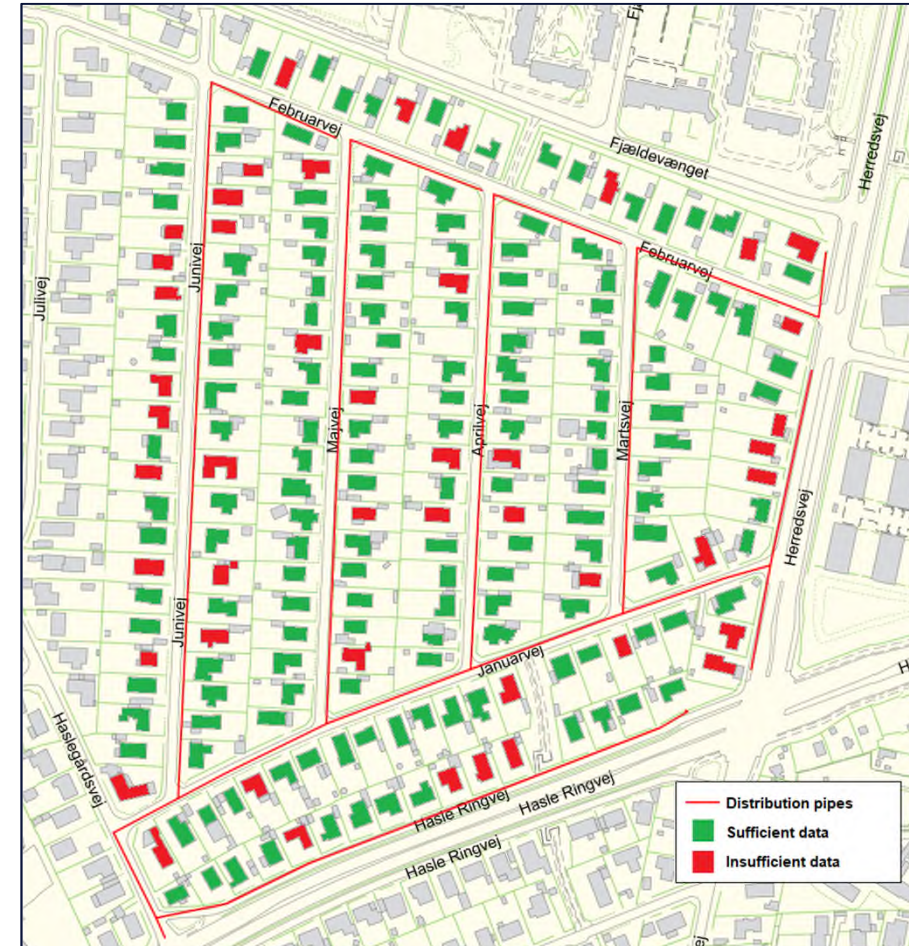 Februarvej
Fjældevænget
Herredsvej
Februarvej
Julivej
Junivej
Majvej
Aprilvej
Martsvej
Herredsvej
Junivej
Januarvej
Haslegårdsvej
Hasle Ringvej
Hasle Ringvej
Hasle Ringvej
Distribution pipes
Sufficient data
Insufficient data